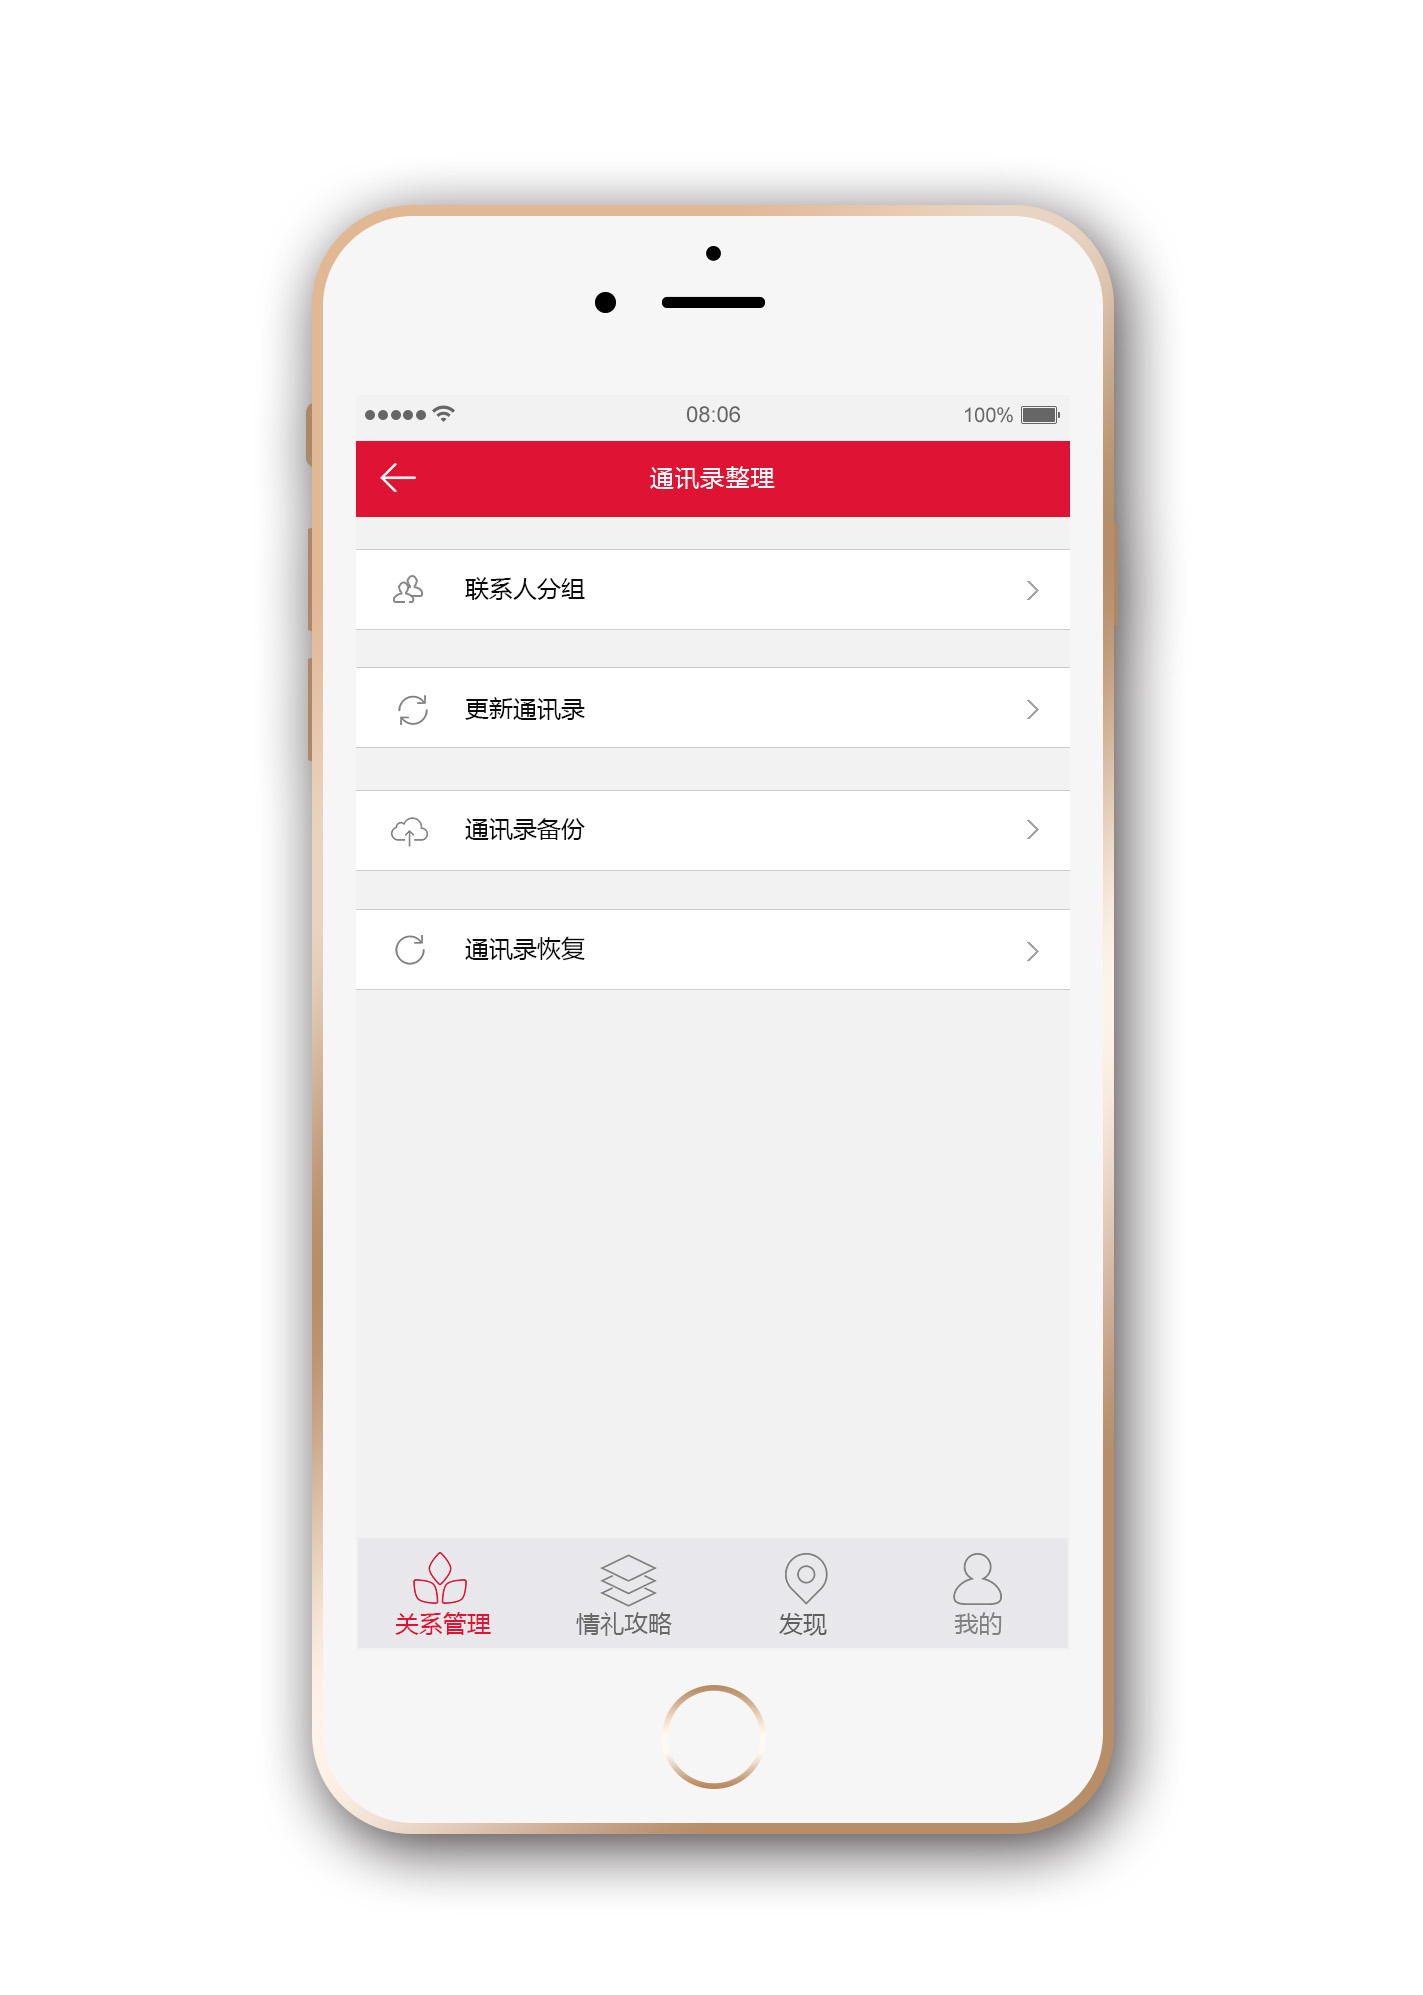 08:06
100%
通讯录整理
联系人分组
更新通讯录
通讯录备份
通讯录恢复
关系管理
情礼攻略
发现
我的